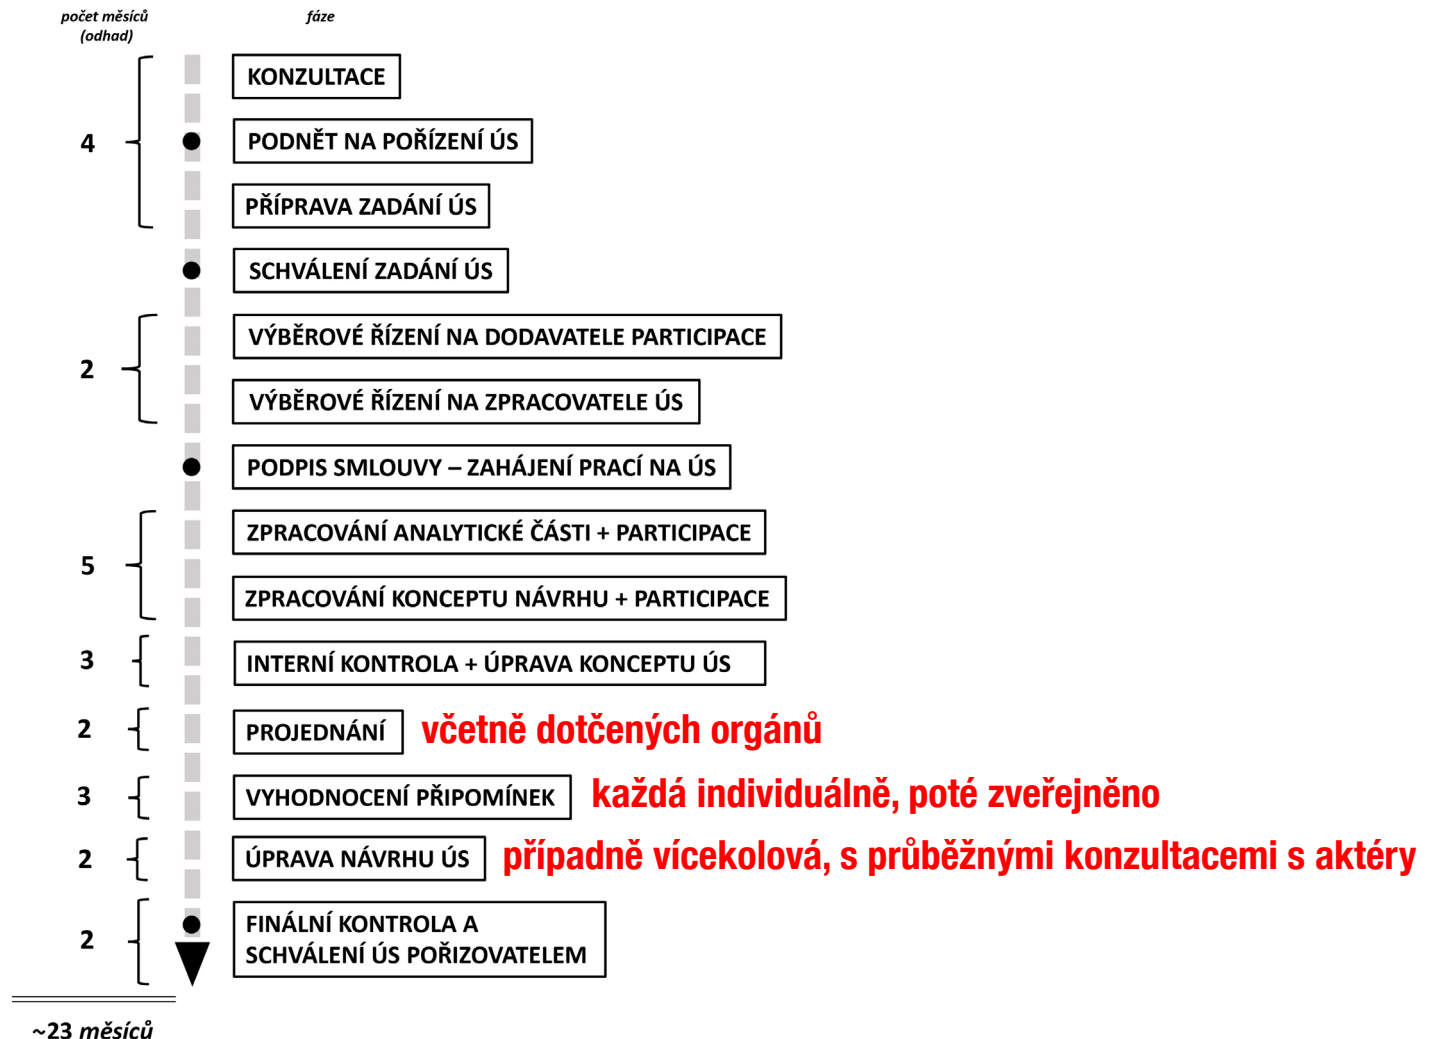 počet měsíců
(odhad)
fáze
KONZULTACE
4
PODNĚT NA POŘÍZENÍ ÚS
PŘÍPRAVA ZADÁNÍ ÚS
SCHVÁLENÍ ZADÁNÍ ÚS
VÝBĚROVÉ ŘÍZENÍ NA DODAVATELE PARTICIPACE
2
VÝBĚROVÉ ŘÍZENÍ NA ZPRACOVATELE ÚS
PODPIS SMLOUVY – ZAHÁJENÍ PRACÍ NA ÚS
ZPRACOVÁNÍ ANALYTICKÉ ČÁSTI + PARTICIPACE
5
ZPRACOVÁNÍ KONCEPTU NÁVRHU + PARTICIPACE
3 INTERNÍ KONTROLA + ÚPRAVA KONCEPTU ÚS
2 PROJEDNÁNÍ včetně dotčených orgánů
3 VYHODNOCENÍ PŘIPOMÍNEK každá individuálně, poté zveřejněno
2 ÚPRAVA NÁVRHU ÚS případně vícekolová, s průběžnými konzultacemi s aktéry
2
FINÁLNÍ KONTROLA A
SCHVÁLENÍ ÚS POŘIZOVATELEM
~23 měsíců